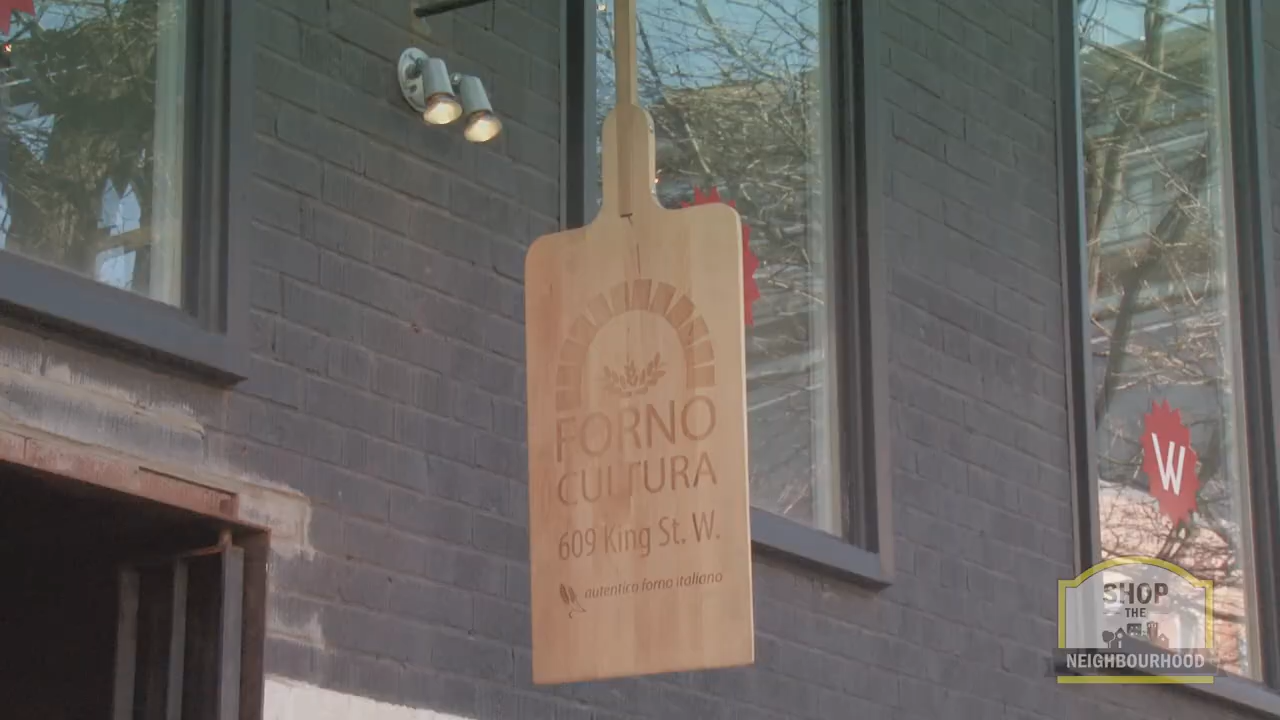 FORNO
CULTURA
609 King St. W.
autentico forno italiano
W
SHOP
THE
NEIGHBOURHOOD